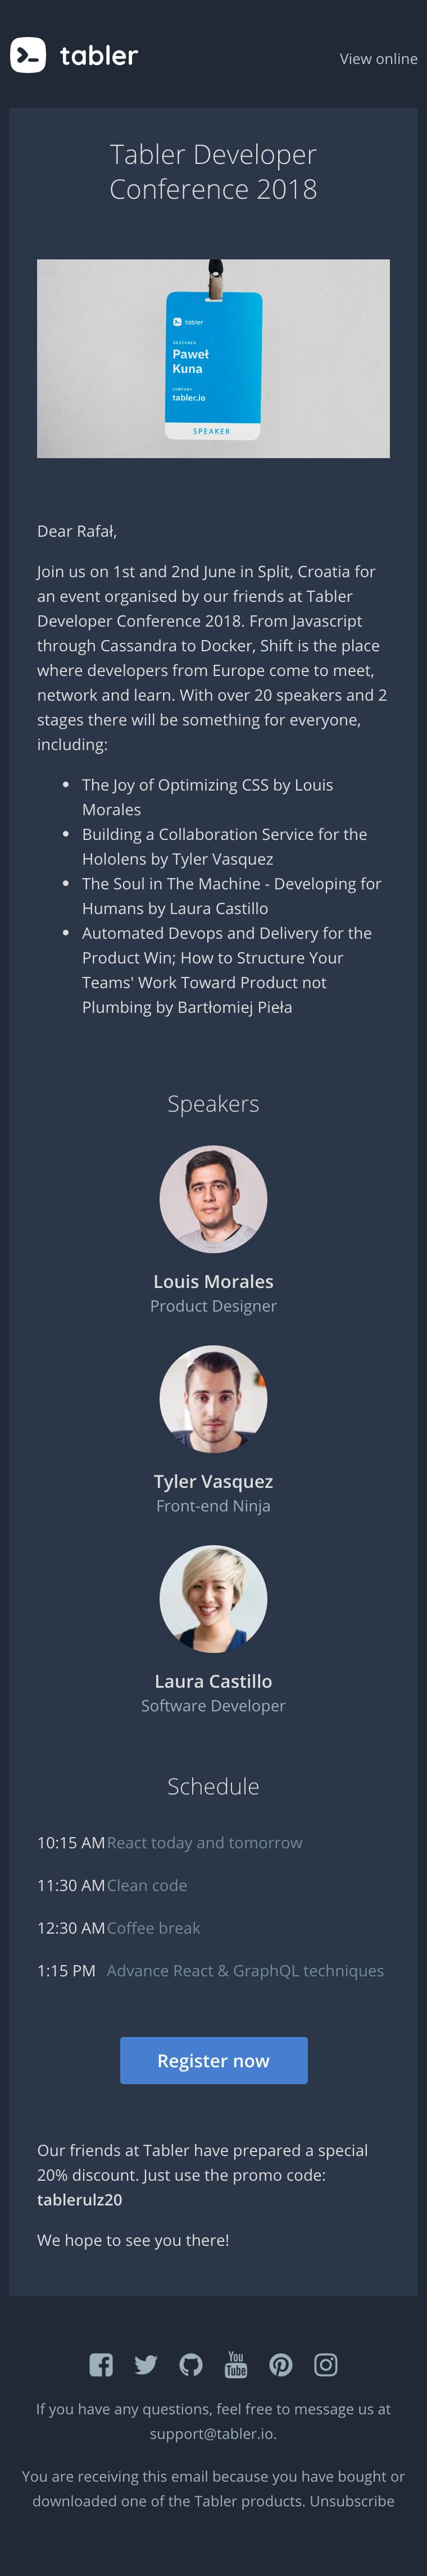 tabler
View online
Tabler Developer
Conference 2018
tabler
DESIGNER
Paweł
Kuna
COMPANY
tabler.io
SPEAKER
Dear Rafał,
Join us on 1st and 2nd June in Split, Croatia for
an event organised by our friends at Tabler
Developer Conference 2018. From Javascript
through Cassandra to Docker, Shift is the place
where developers from Europe come to meet,
network and learn. With over 20 speakers and 2
stages there will be something for everyone,
including:
• The Joy of Optimizing CSS by Louis
Morales
• Building a Collaboration Service for the
Hololens by Tyler Vasquez
• The Soul in The Machine - Developing for
Humans by Laura Castillo
• Automated Devops and Delivery for the
Product Win; How to Structure Your
Teams' Work Toward Product not
Plumbing by Bartłomiej Pieła
Speakers
Louis Morales
Product Designer
Tyler Vasquez
Front-end Ninja
Laura Castillo
Software Developer
Schedule
10:15 AM React today and tomorrow
11:30 AM Clean code
12:30 AM Coffee break
1:15 PM Advance React & GraphQL techniques
Register now
Our friends at Tabler have prepared a special
20% discount. Just use the promo code:
tablerulz20
We hope to see you there!
You Tube
If you have any questions, feel free to message us at
support@tabler.io.
You are receiving this email because you have bought or
downloaded one of the Tabler products. Unsubscribe